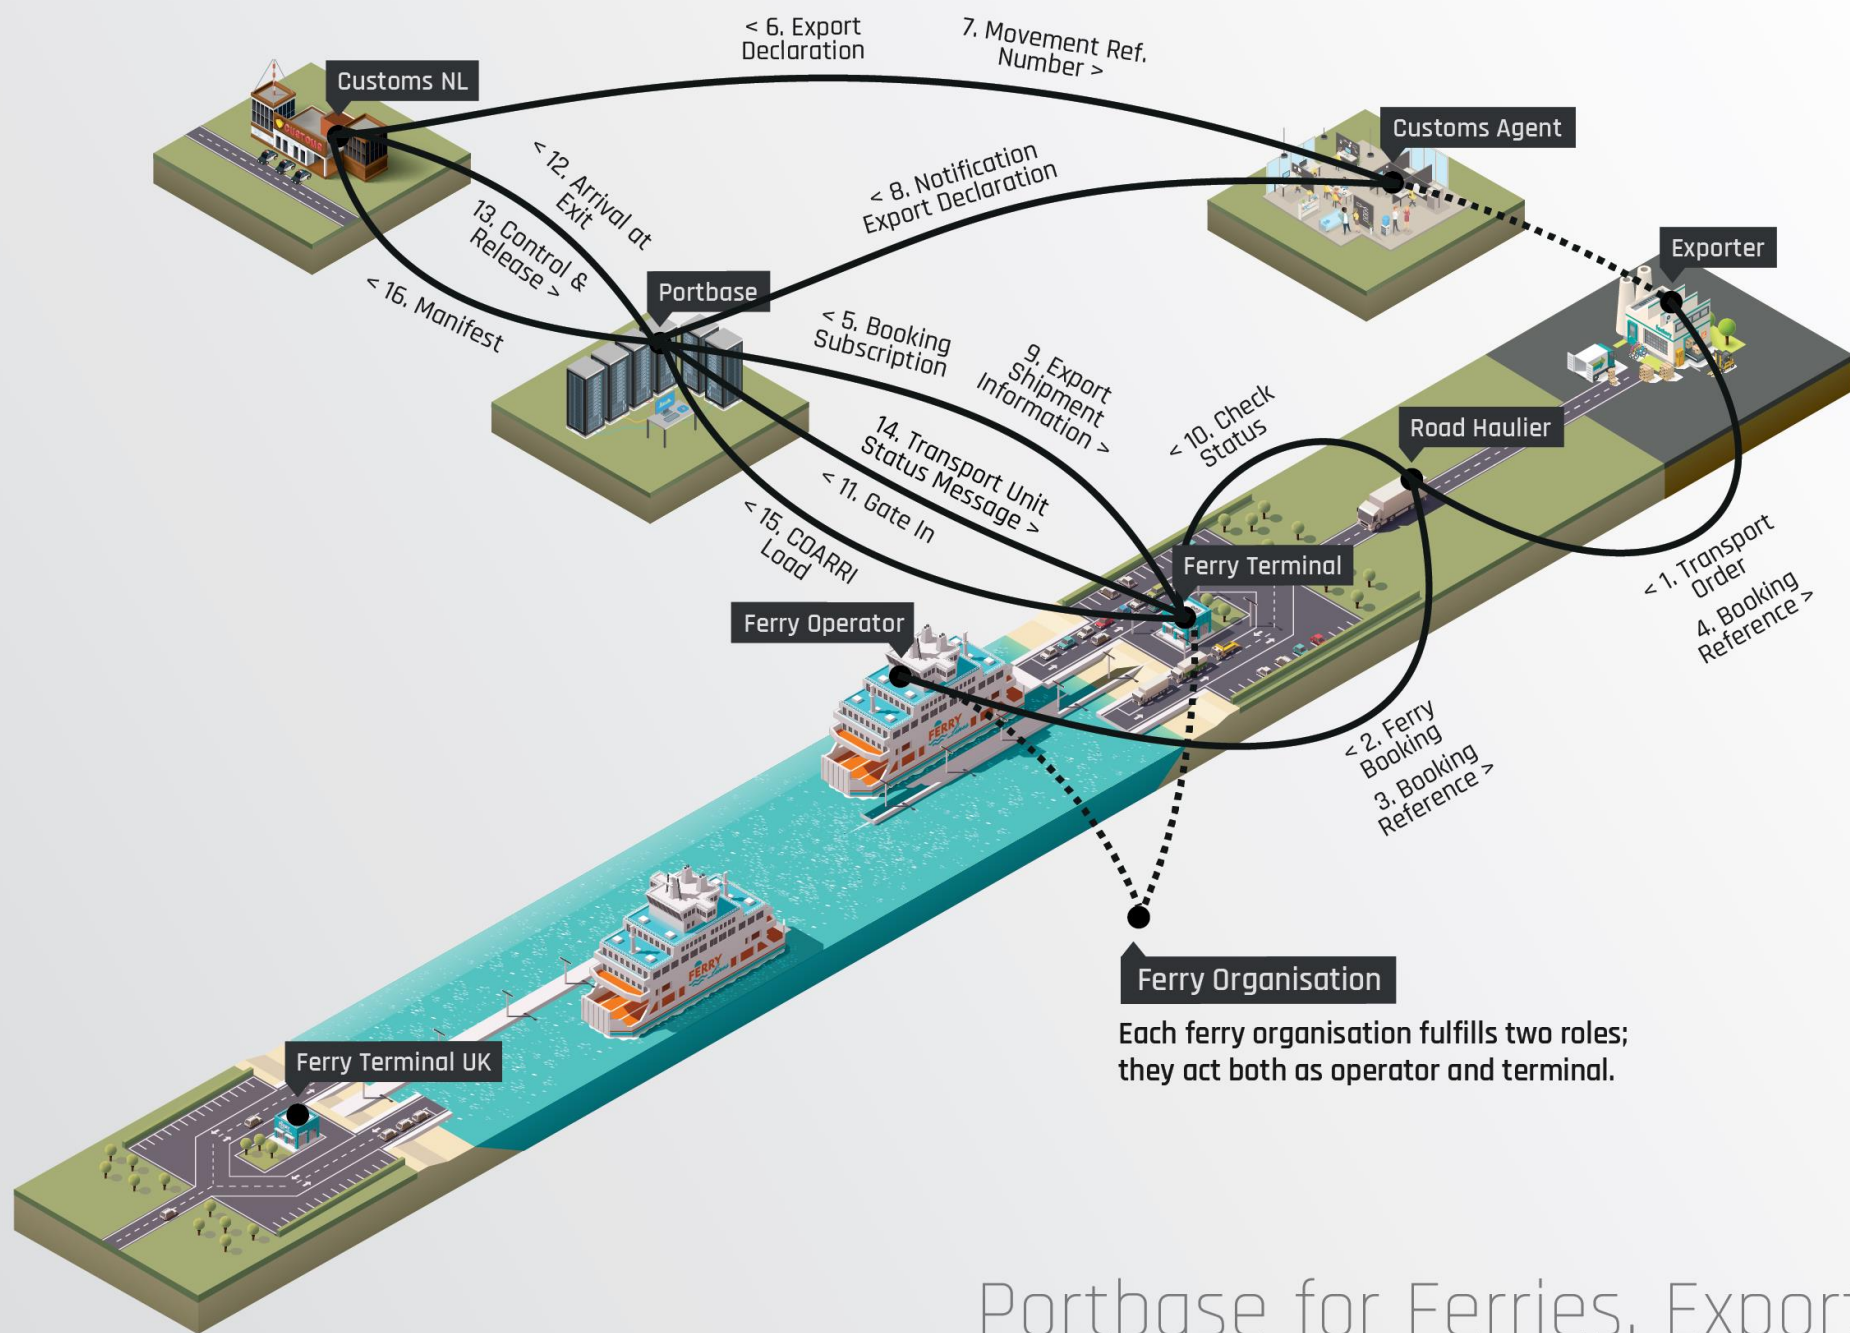 < 6. Export
Declaration
7. Movement Ref.
Number >
Customs NL
Customs Agent
CUSTOMS
< 12. Arrival at
Exit
< 8. Notification
Export Declaration
13. Control &
Release >
Exporter
< 16. Manifest
Portbase
< 5. Booking
Subscription
9. Export
Shipment
Information >
< 10. Check
Status
Road Haulier
14. Transport Unit
Status Message >
< 11. Gate In
< 15. COARRI
Load
Ferry Terminal
< 1. Transport
Order
4. Booking
Reference >
Ferry Operator
FERRY
< 2. Ferry
Booking
3. Booking
Reference >
FERRY
Ferry Organisation
Each ferry organisation fulfills two roles;
they act both as operator and terminal.
Ferry Terminal UK
Portbase for Ferries. Export